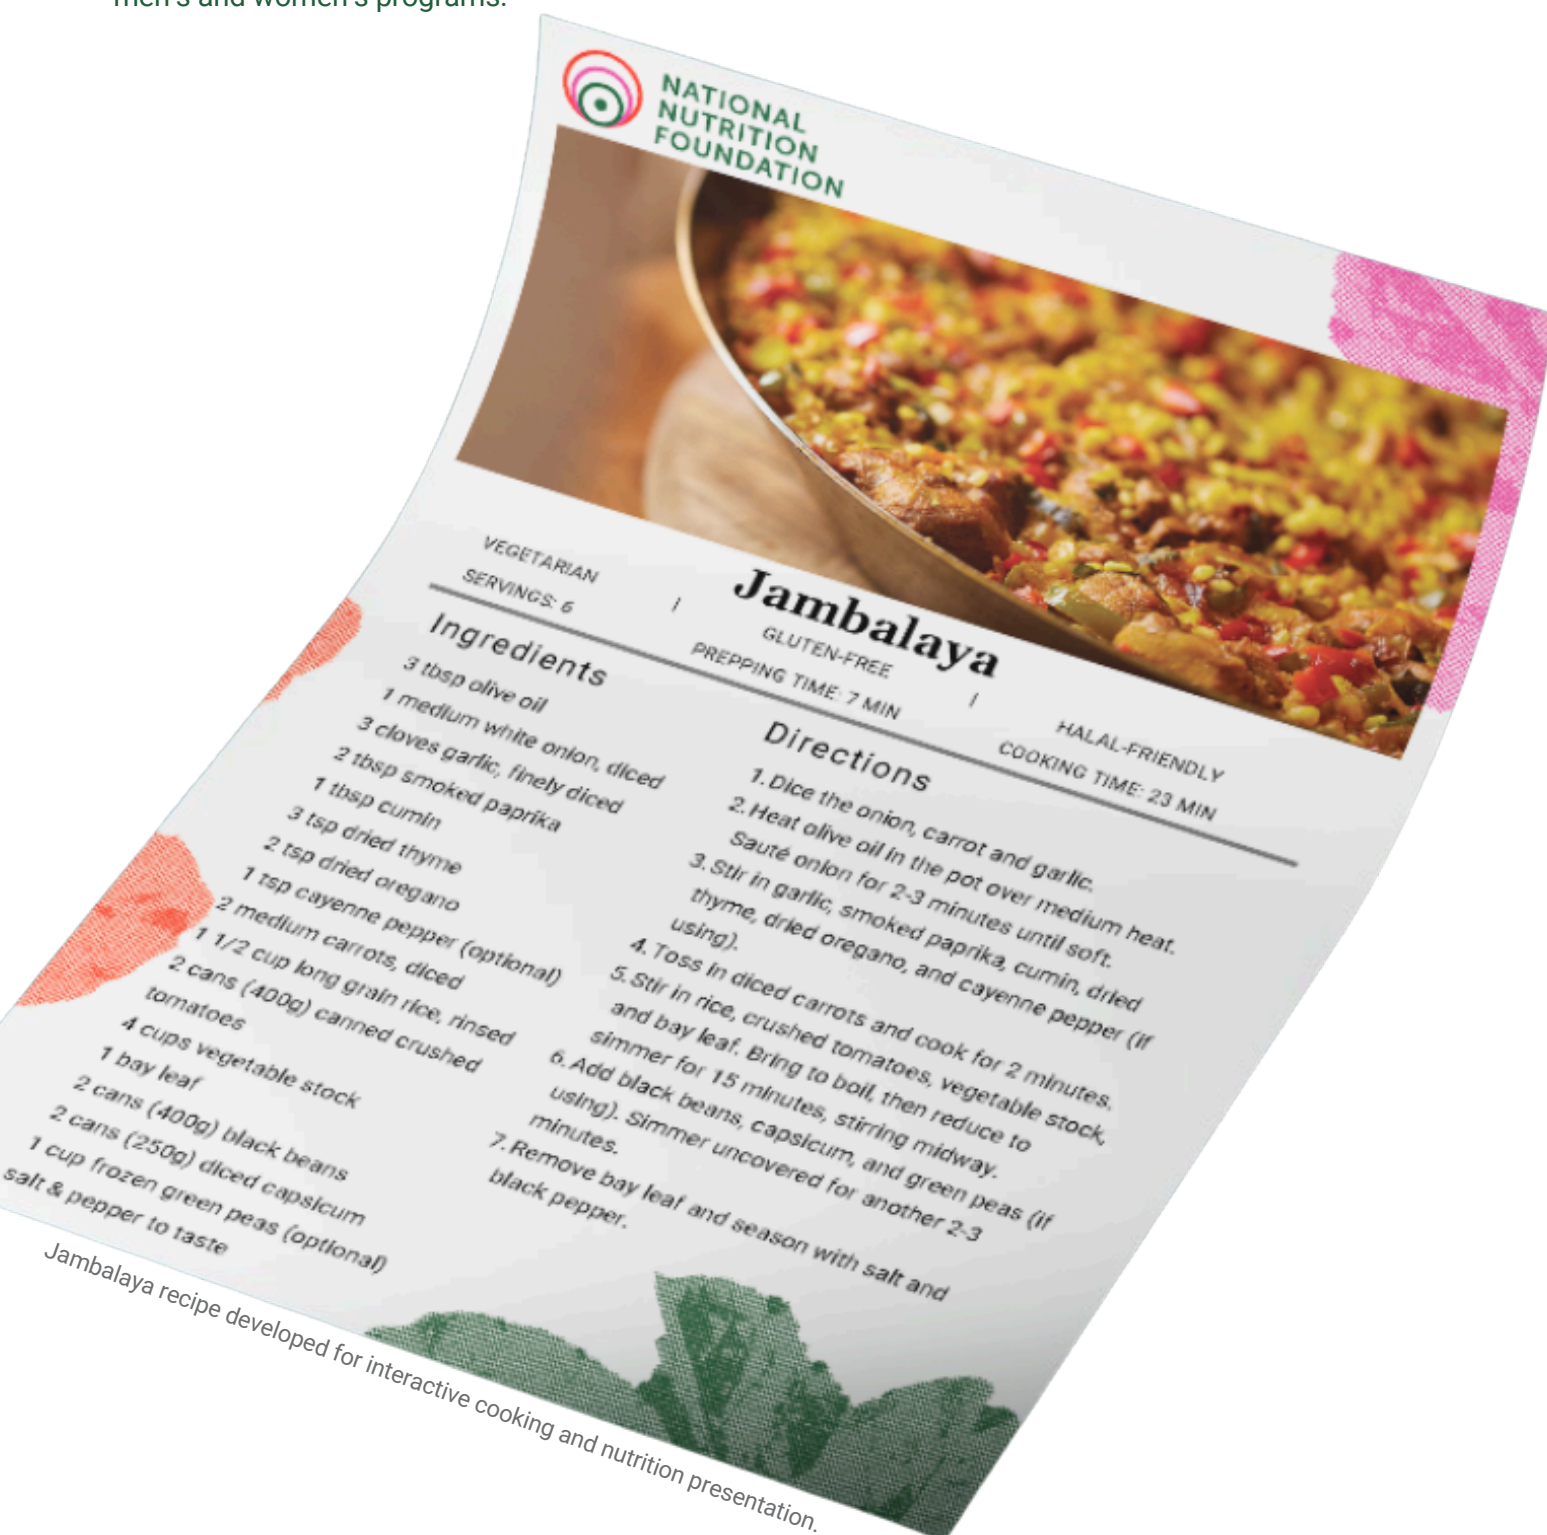 men's and women's programs.
NATIONAL
NUTRITION
FOUNDATION
Jambalaya
VEGETARIAN | GLUTEN-FREE | HALAL-FRIENDLY
SERVINGS: 6 PREPPING TIME: 7 MIN COOKING TIME: 23 MIN
Ingredients
3 tbsp olive oil
1 medium white onion, diced
3 cloves garlic, finely diced
2 tbsp smoked paprika
1 tbsp cumin
3 tsp dried thyme
2 tsp dried oregano
1 tsp cayenne pepper (optional)
2 medium carrots, diced
1 1/2 cup long grain rice, rinsed
2 cans (400g) canned crushed
tomatoes
4 cups vegetable stock
1 bay leaf
2 cans (400g) black beans
2 cans (250g) diced capsicum
1 cup frozen green peas (optional)
salt & pepper to taste
Directions
1. Dice the onion, carrot and garlic.
2. Heat olive oil in the pot over medium heat.
Sauté onion for 2-3 minutes until soft.
3. Stir in garlic, smoked paprika, cumin, dried
thyme, dried oregano, and cayenne pepper (if
using).
4. Toss in diced carrots and cook for 2 minutes.
5. Stir in rice, crushed tomatoes, vegetable stock,
and bay leaf. Bring to boil, then reduce to
simmer for 15 minutes, stirring midway.
6. Add black beans, capsicum, and green peas (if
using). Simmer uncovered for another 2-3
minutes.
7. Remove bay leaf and season with salt and
black pepper.
Jambalaya recipe developed for interactive cooking and nutrition presentation.